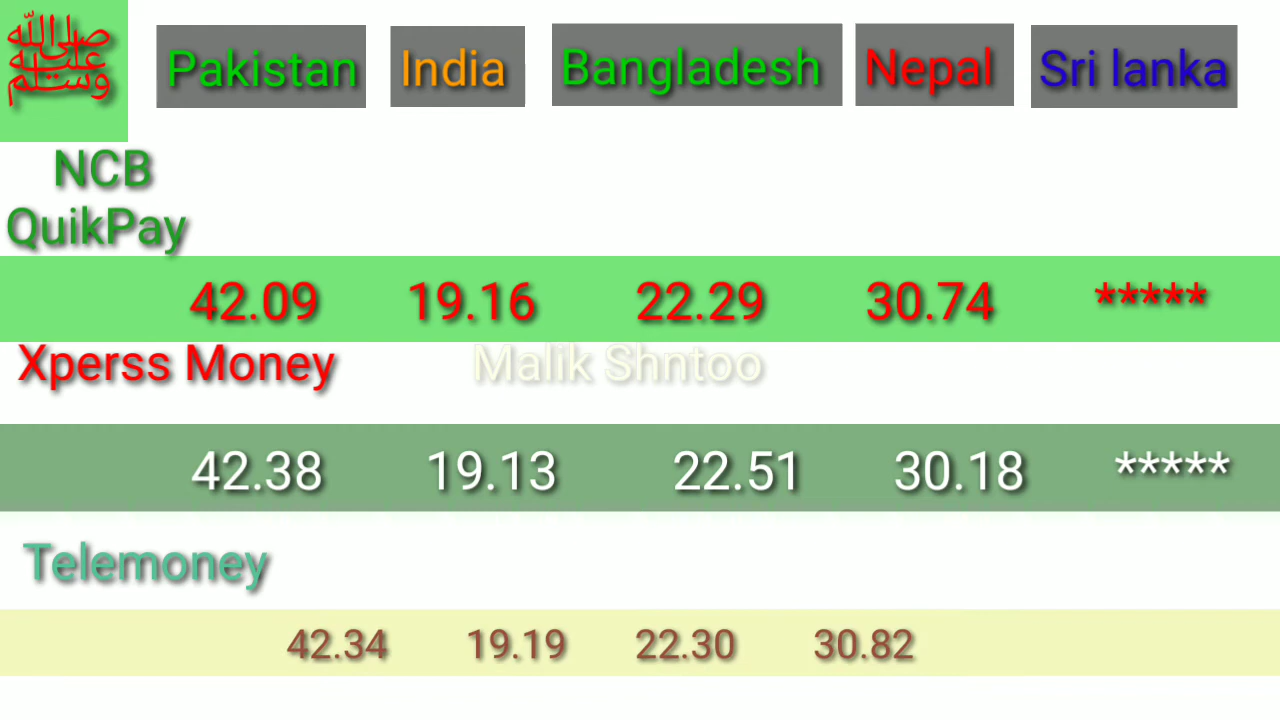 صلى الله
عليه
وسلم
Pakistan India Bangladesh Nepal Sri lanka
NCB
QuikPay
42.09 19.16 22.29 30.74 *****
Xperss Money Malik Shntoo
42.38 19.13 22.51 30.18 *****
Telemoney
42.34 19.19 22.30 30.82